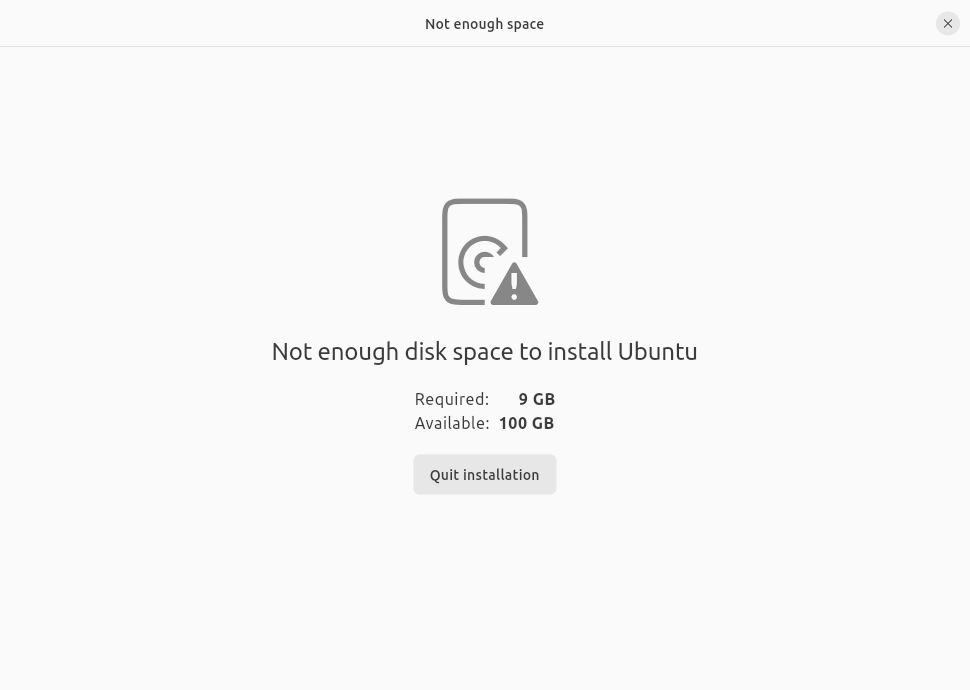 Not enough space
Not enough disk space to install Ubuntu
Required: 9 GB
Available: 100 GB
Quit installation